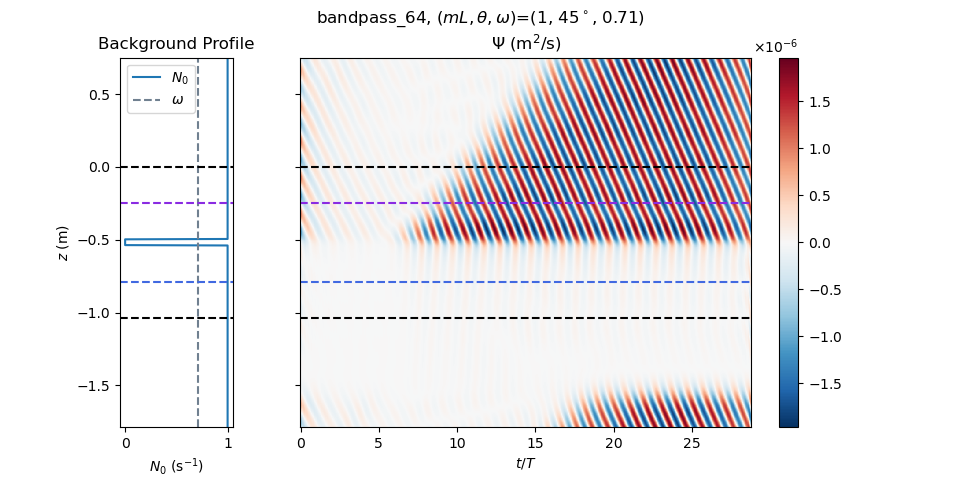 bandpass_64, (mL, θ, ω)=(1, 45°, 0.71)
Background Profile
Ψ (m²/s)
×10⁻⁶
N₀
ω
0.5
0.0
−0.5
−1.0
−1.5
z (m)
0
1
N₀ (s⁻¹)
0
5
10
15
20
25
t/T
1.5
1.0
0.5
0.0
−0.5
−1.0
−1.5